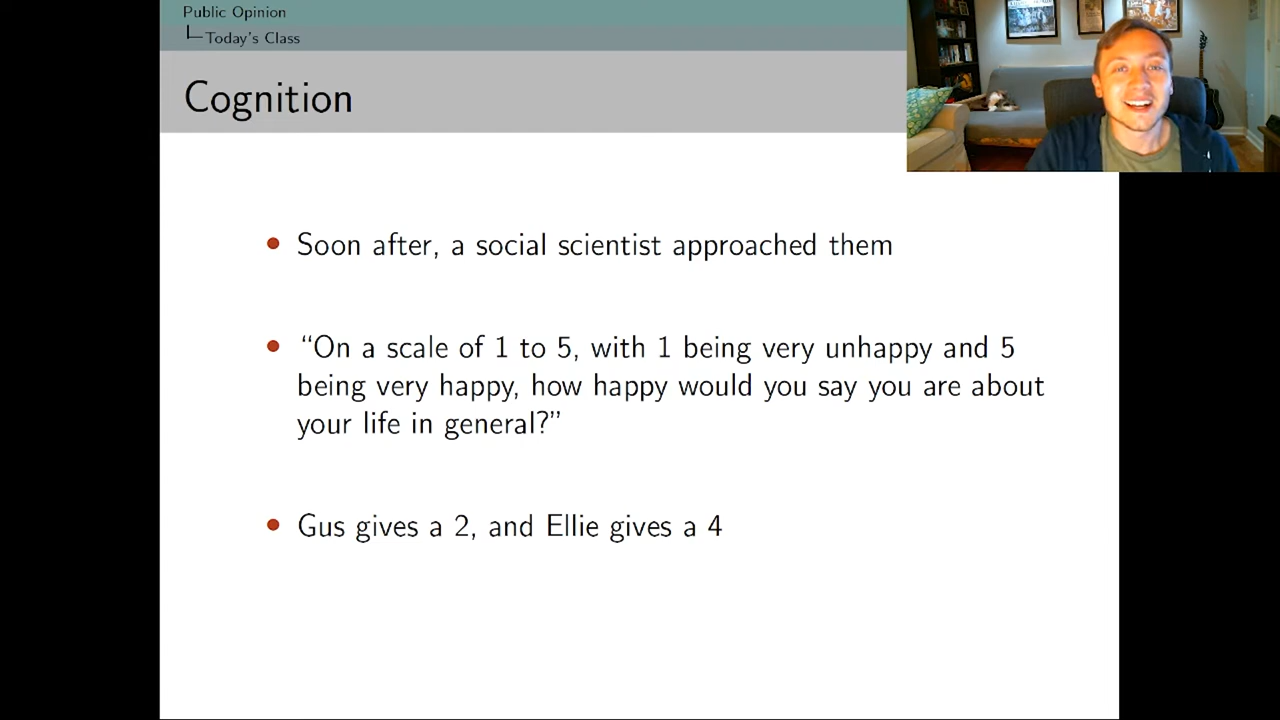 Public Opinion
Today's Class
Cognition
Soon after, a social scientist approached them
“On a scale of 1 to 5, with 1 being very unhappy and 5
being very happy, how happy would you say you are about
your life in general?”
Gus gives a 2, and Ellie gives a 4